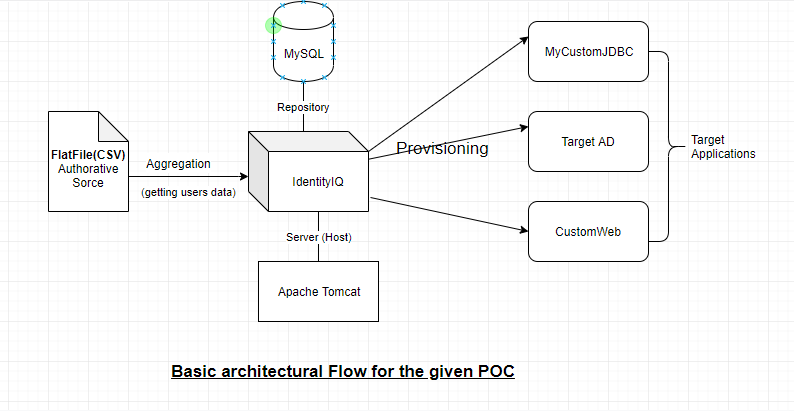 MySQL
Repository
FlatFile(CSV)
Authorative
Sorce
Aggregation
(getting users data)
IdentityIQ
Provisioning
MyCustomJDBC
Target AD
CustomWeb
Target
Applications
Server (Host)
Apache Tomcat
Basic architectural Flow for the given POC